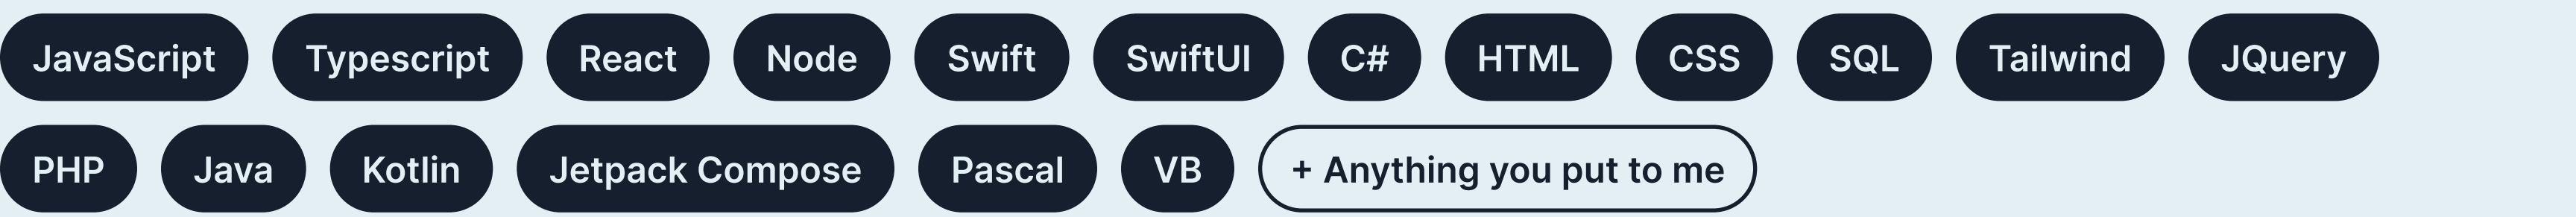 JavaScript Typescript React Node Swift SwiftUI C# HTML CSS SQL Tailwind JQuery
PHP Java Kotlin Jetpack Compose Pascal VB + Anything you put to me